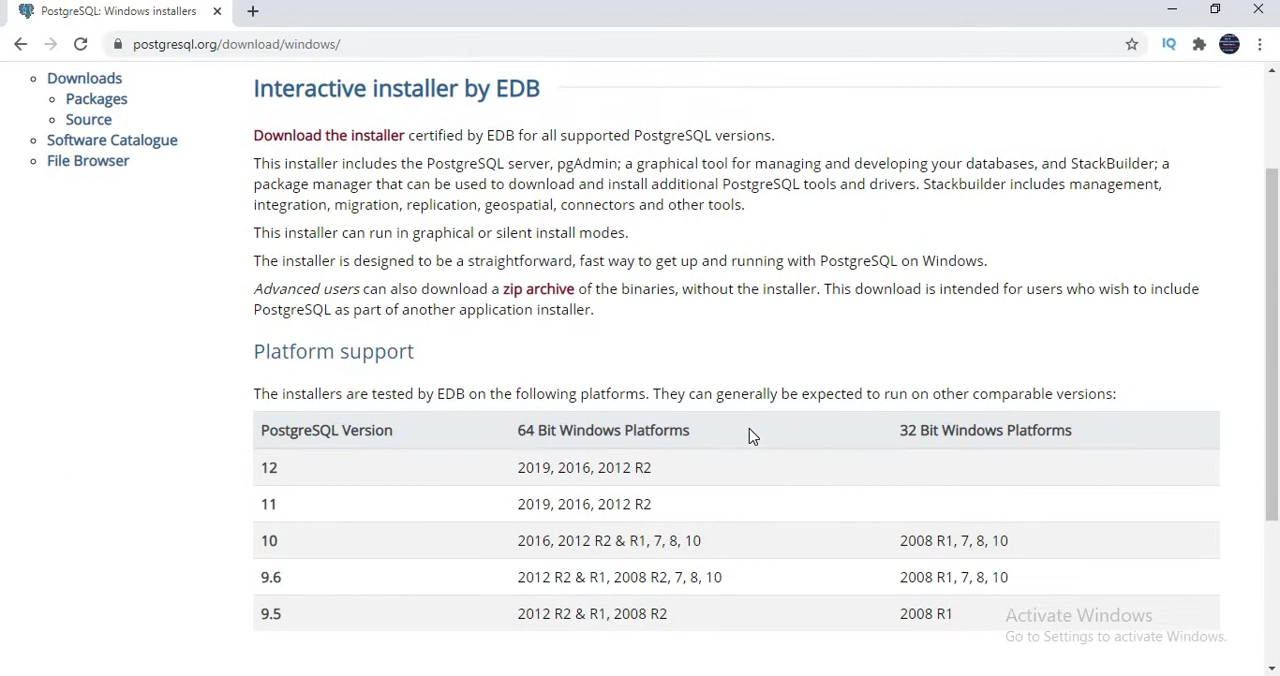 PostgreSQL: Windows installers
postgresql.org/download/windows/
IQ
Downloads
Packages
Source
Software Catalogue
File Browser
Interactive installer by EDB
Download the installer certified by EDB for all supported PostgreSQL versions.
This installer includes the PostgreSQL server, pgAdmin; a graphical tool for managing and developing your databases, and StackBuilder; a
package manager that can be used to download and install additional PostgreSQL tools and drivers. Stackbuilder includes management,
integration, migration, replication, geospatial, connectors and other tools.
This installer can run in graphical or silent install modes.
The installer is designed to be a straightforward, fast way to get up and running with PostgreSQL on Windows.
Advanced users can also download a zip archive of the binaries, without the installer. This download is intended for users who wish to include
PostgreSQL as part of another application installer.
Platform support
The installers are tested by EDB on the following platforms. They can generally be expected to run on other comparable versions:
PostgreSQL Version 64 Bit Windows Platforms 32 Bit Windows Platforms
12 2019, 2016, 2012 R2
11 2019, 2016, 2012 R2
10 2016, 2012 R2 & R1, 7, 8, 10 2008 R1, 7, 8, 10
9.6 2012 R2 & R1, 2008 R2, 7, 8, 10 2008 R1, 7, 8, 10
9.5 2012 R2 & R1, 2008 R2 2008 R1
Activate Windows
Go to Settings to activate Windows.